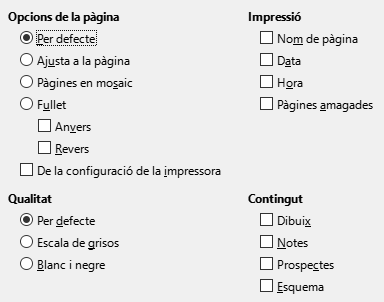 Opcions de la pàgina
Per defecte
Ajusta a la pàgina
Pàgines en mosaic
Fullet
Anvers
Revers
De la configuració de la impressora
Impressió
Nom de pàgina
Data
Hora
Pàgines amagades
Qualitat
Per defecte
Escala de grisos
Blanc i negre
Contingut
Dibuix
Notes
Prospectes
Esquema